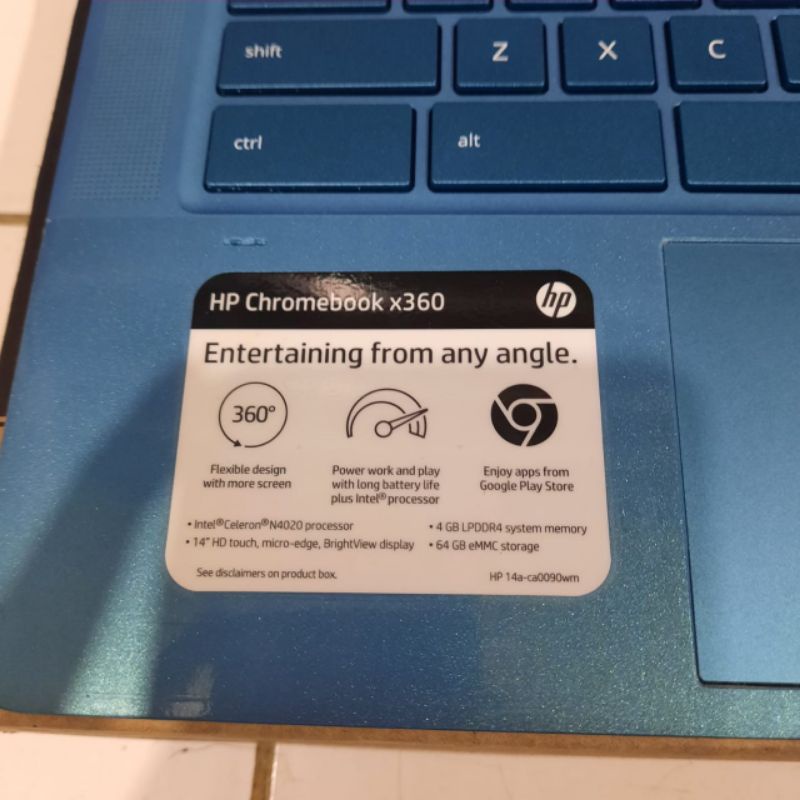 shift Z X C
ctrl alt
HP Chromebook x360 hp
Entertaining from any angle.
360°
Flexible design
with more screen
Power work and play
with long battery life
plus Intel® processor
Enjoy apps from
Google Play Store
• Intel® Celeron® N4020 processor
• 14" HD touch, micro-edge, BrightView display
• 4 GB LPDDR4 system memory
• 64 GB eMMC storage
See disclaimers on product box.
HP 14a-ca0090wm